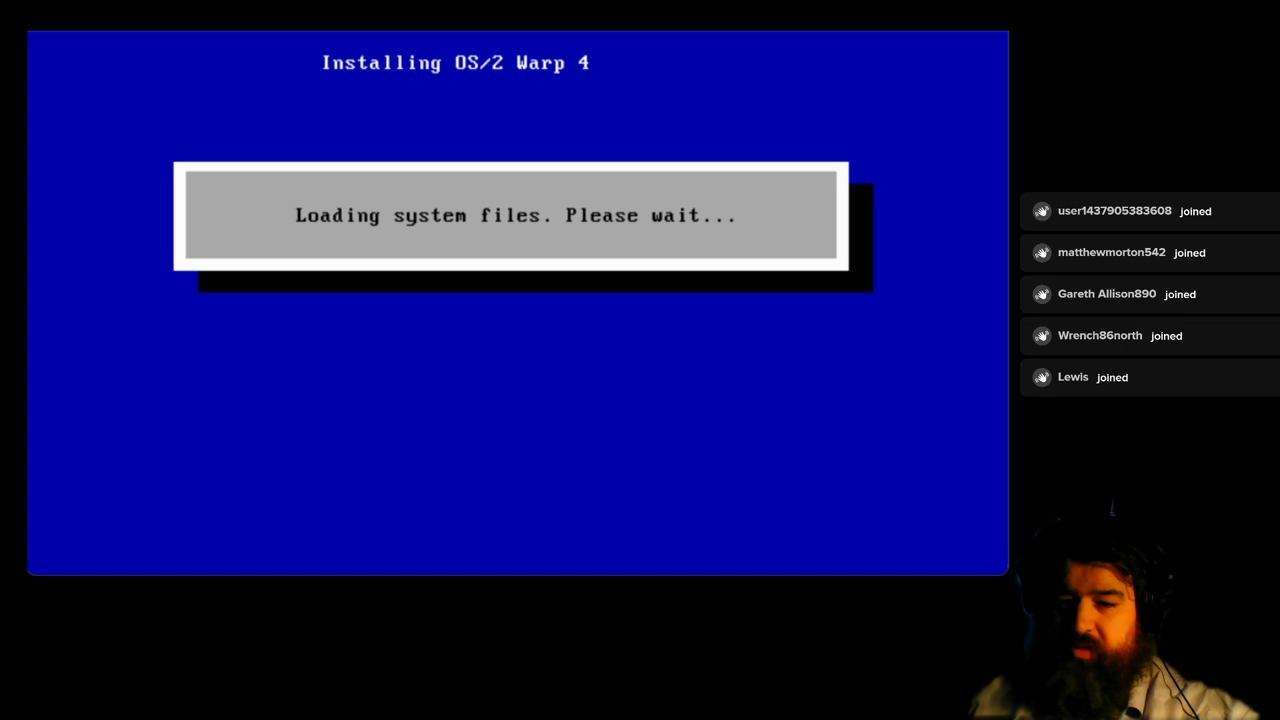 Installing OS/2 Warp 4
Loading system files. Please wait...
user1437905383608 joined
matthewmorton542 joined
Gareth Allison890 joined
Wrench86north joined
Lewis joined